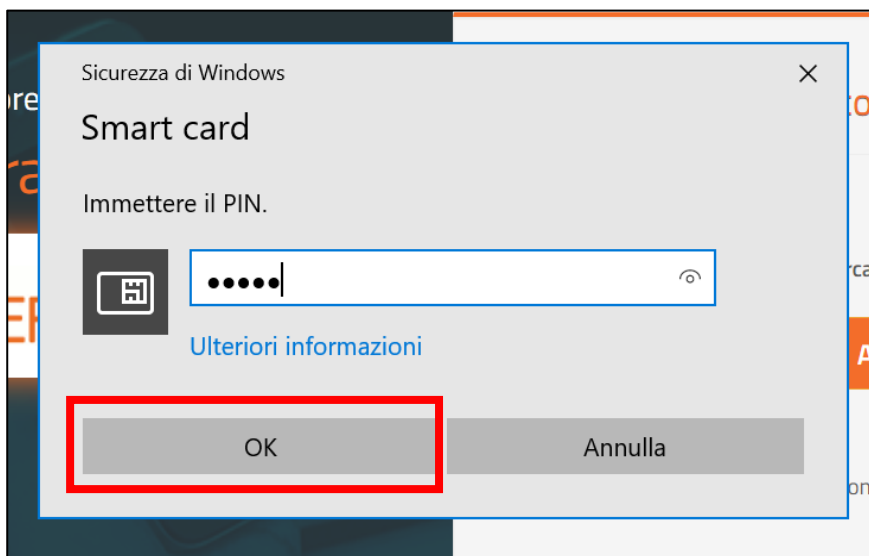 Sicurezza di Windows
Smart card
Immettere il PIN.
•••••
Ulteriori informazioni
OK
Annulla